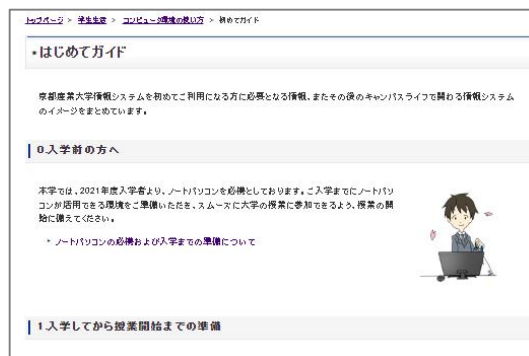 トップページ > 学生生活 > コンピュータ環境の使い方 > 初めてガイド
・はじめてガイド
京都産業大学情報システムを初めてご利用になる方に必要となる情報、またその後のキャンパスライフで関わる情報システム
のイメージをまとめています。
0.入学前の方へ
本学では、2021年度入学者より、ノートパソコンを必携としております。ご入学までにノートパソ
コンが活用できる環境をご準備いただき、スムーズに大学の授業に参加できるよう、授業の開
始に備えてください。
ノートパソコンの必携および入学までの準備について
1.入学してから授業開始までの準備